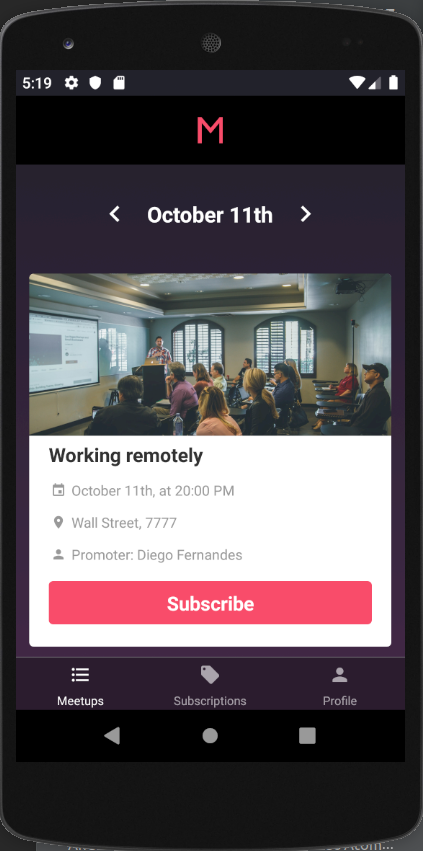 5:19
M
October 11th
Working remotely
October 11th, at 20:00 PM
Wall Street, 7777
Promoter: Diego Fernandes
Subscribe
Meetups Subscriptions Profile